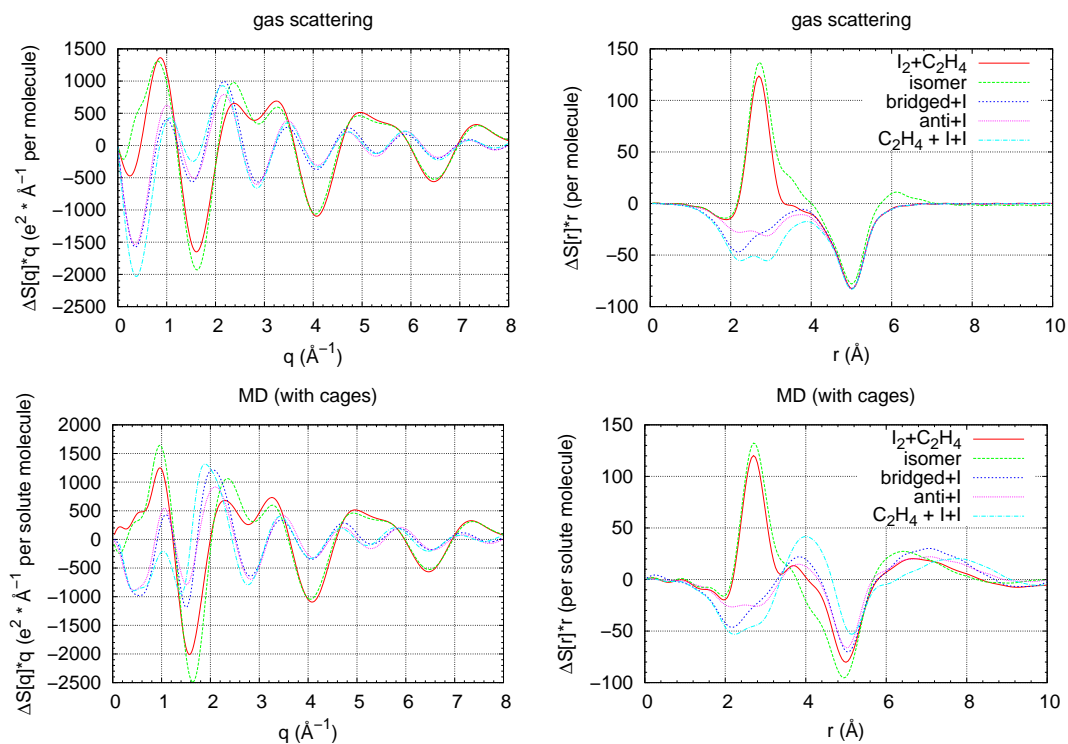 gas scattering
ΔS[q]*q (e² * Å⁻¹ per molecule)
1500
1000
500
0
−500
−1000
−1500
−2000
−2500
0 1 2 3 4 5 6 7 8
q (Å⁻¹)
gas scattering
ΔS[r]*r (per molecule)
150
100
50
0
−50
−100
0 2 4 6 8 10
r (Å)
I₂+C₂H₄
isomer
bridged+I
anti+I
C₂H₄ + I+I
MD (with cages)
ΔS[q]*q (e² * Å⁻¹ per solute molecule)
2000
1500
1000
500
0
−500
−1000
−1500
−2000
−2500
0 1 2 3 4 5 6 7 8
q (Å⁻¹)
MD (with cages)
ΔS[r]*r (per solute molecule)
150
100
50
0
−50
−100
0 2 4 6 8 10
r (Å)
I₂+C₂H₄
isomer
bridged+I
anti+I
C₂H₄ + I+I